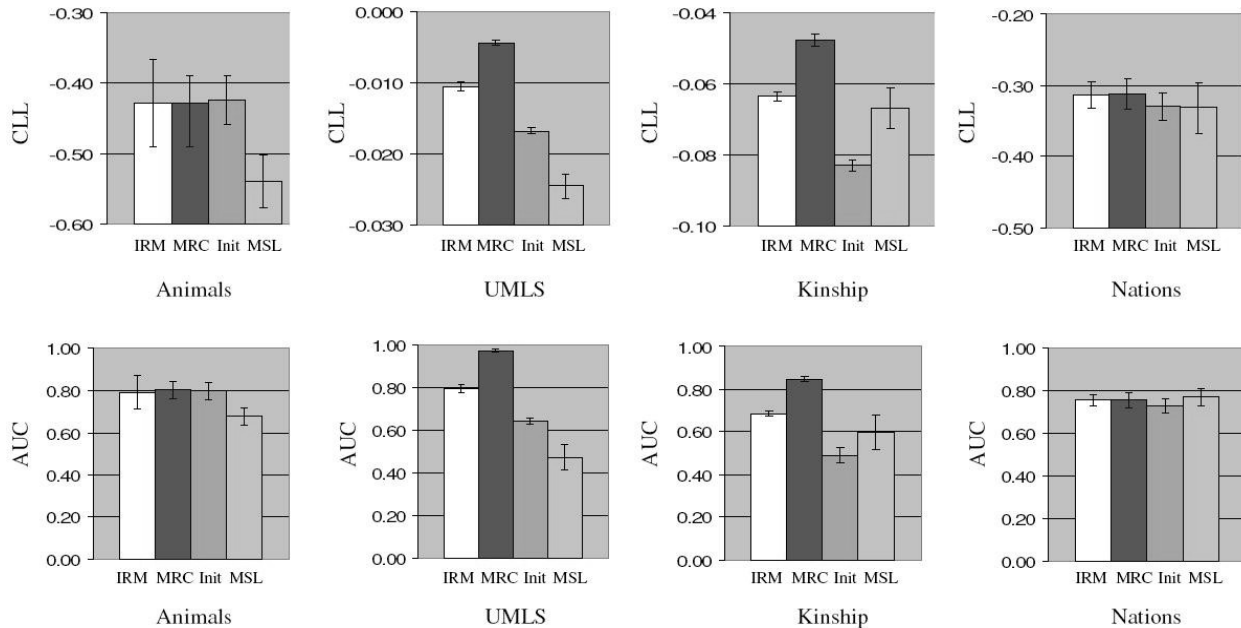 -0.30
-0.40
-0.50
-0.60
CLL
IRM MRC Init MSL
Animals
0.000
-0.010
-0.020
-0.030
CLL
IRM MRC Init MSL
UMLS
-0.04
-0.06
-0.08
-0.10
CLL
IRM MRC Init MSL
Kinship
-0.20
-0.30
-0.40
-0.50
CLL
IRM MRC Init MSL
Nations
1.00
0.80
0.60
0.40
0.20
0.00
AUC
IRM MRC Init MSL
Animals
1.00
0.80
0.60
0.40
0.20
0.00
AUC
IRM MRC Init MSL
UMLS
1.00
0.80
0.60
0.40
0.20
0.00
AUC
IRM MRC Init MSL
Kinship
1.00
0.80
0.60
0.40
0.20
0.00
AUC
IRM MRC Init MSL
Nations